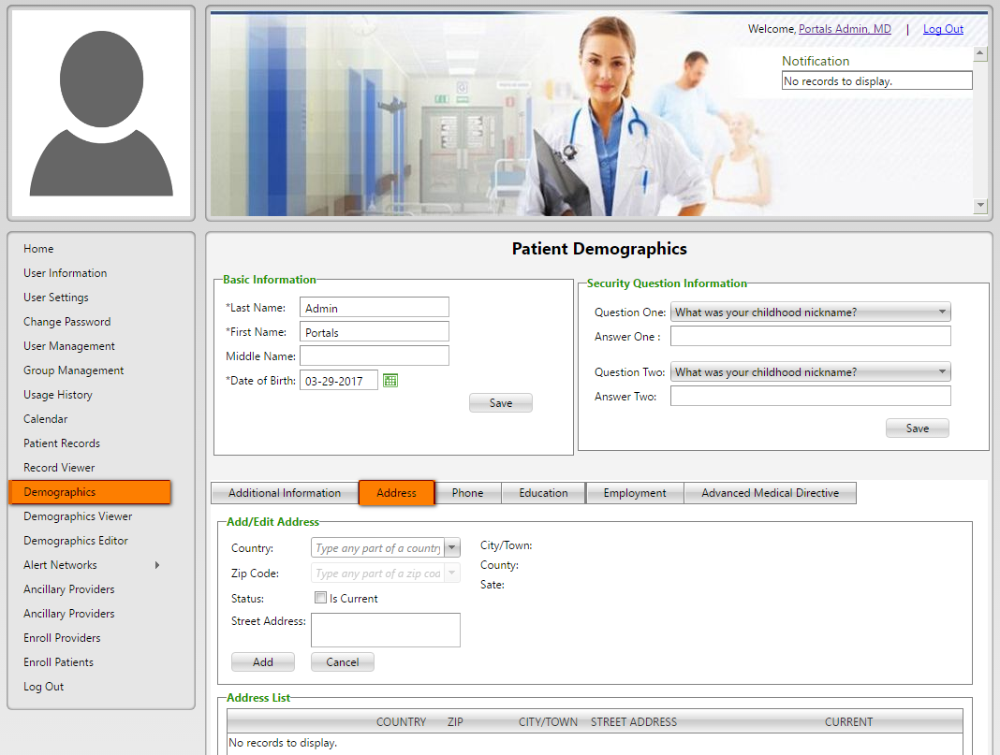 Welcome, Portals Admin, MD | Log Out
Notification
No records to display.
Home
User Information
User Settings
Change Password
User Management
Group Management
Usage History
Calendar
Patient Records
Record Viewer
Demographics
Demographics Viewer
Demographics Editor
Alert Networks
Ancillary Providers
Ancillary Providers
Enroll Providers
Enroll Patients
Log Out
Patient Demographics
Basic Information
*Last Name: Admin
*First Name: Portals
Middle Name:
*Date of Birth: 03-29-2017
Save
Security Question Information
Question One: What was your childhood nickname?
Answer One :
Question Two: What was your childhood nickname?
Answer Two:
Save
Additional Information Address Phone Education Employment Advanced Medical Directive
Add/Edit Address
Country: Type any part of a country
Zip Code: Type any part of a zip coa
Status: Is Current
Street Address:
City/Town:
County:
Sate:
Add Cancel
Address List
COUNTRY ZIP CITY/TOWN STREET ADDRESS CURRENT
No records to display.